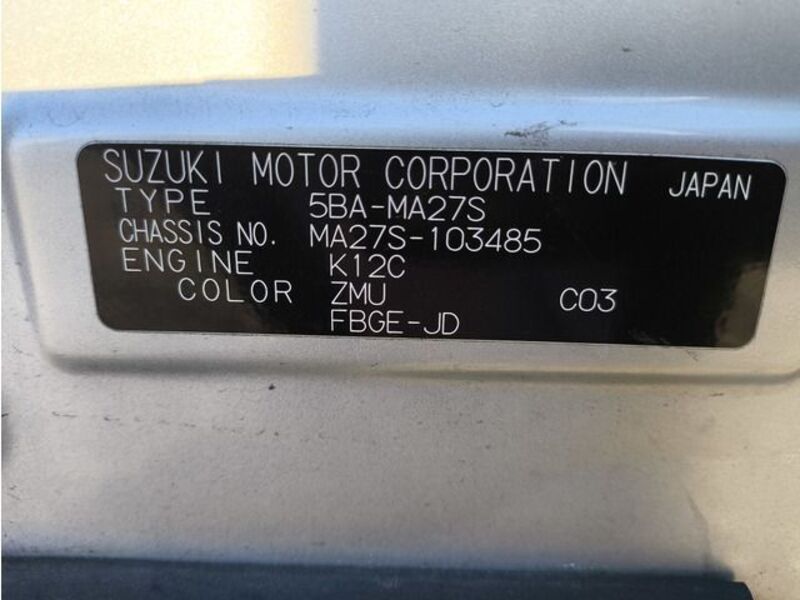 SUZUKI MOTOR CORPORATION JAPAN
TYPE 5BA-MA27S
CHASSIS NO. MA27S-103485
ENGINE K12C
COLOR ZMU C03
FBGE-JD